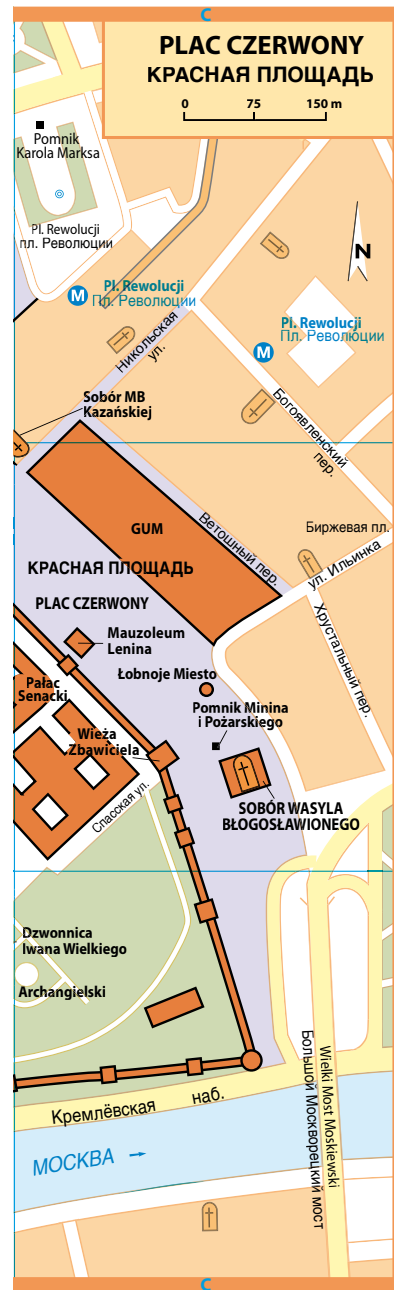 C
PLAC CZERWONY
КРАСНАЯ ПЛОЩАДЬ
0 75 150 m
Pomnik
Karola Marksa
Pl. Rewolucji
пл. Революции
N
M
Pl. Rewolucji
Пл. Революции
M
Pl. Rewolucji
Пл. Революции
Никольская
ул.
Sobór MB
Kazańskiej
Богоявленский
пер.
GUM
Ветошный пер.
Биржевая пл.
ул. Ильинка
КРАСНАЯ ПЛОЩАДЬ
PLAC CZERWONY
Хрустальный пер.
Mauzoleum
Lenina
Łobnoje Miesto
Pałac
Senacki
Pomnik Minina
i Pożarskiego
Wieża
Zbawiciela
SOBÓR WASYLA
BŁOGOSŁAWIONEGO
Спасская ул.
Dzwonnica
Iwana Wielkiego
Archangielski
Wielki Most Moskiewski
Большой Москворецкий мост
Кремлёвская наб.
МОСКВА →
C